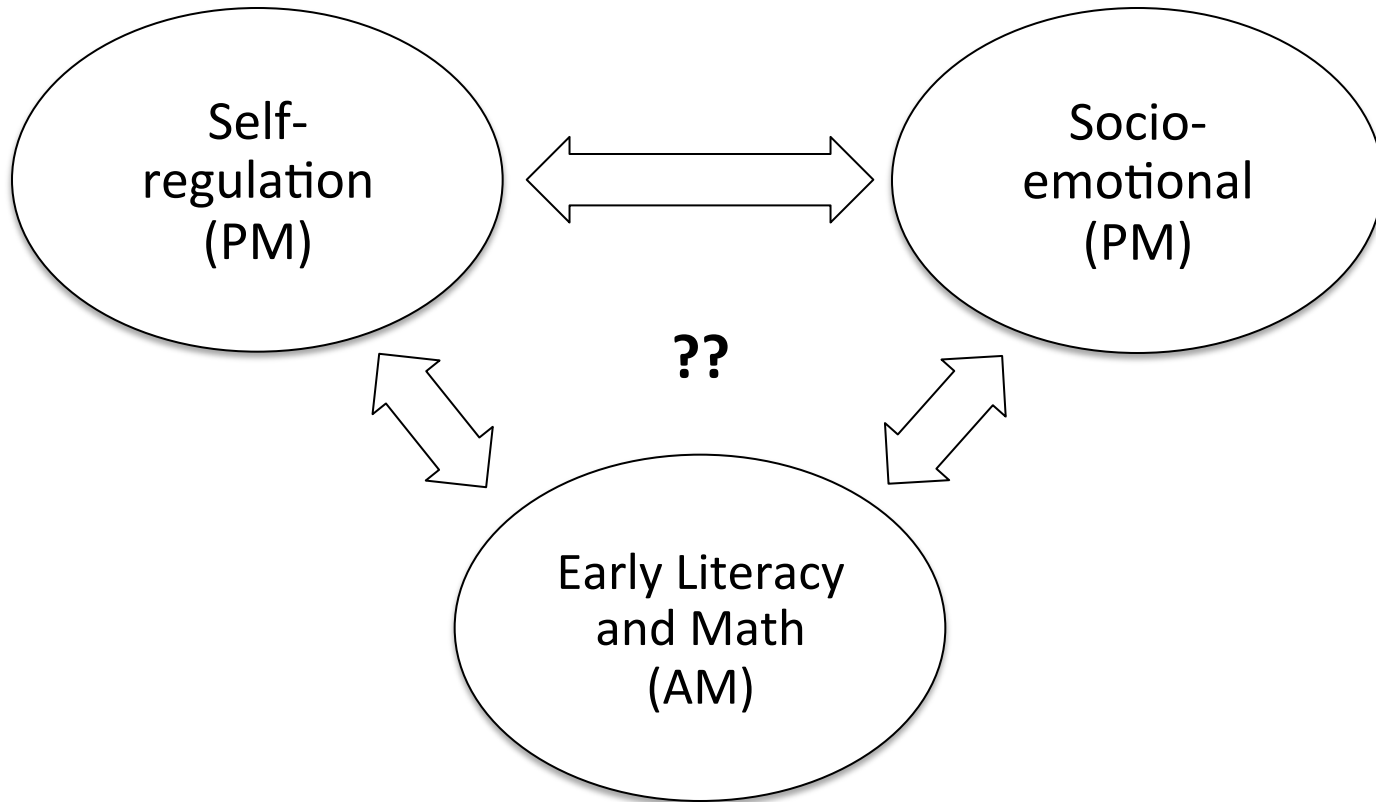 Self-
regulation
(PM)
Socio-
emotional
(PM)
??
Early Literacy
and Math
(AM)